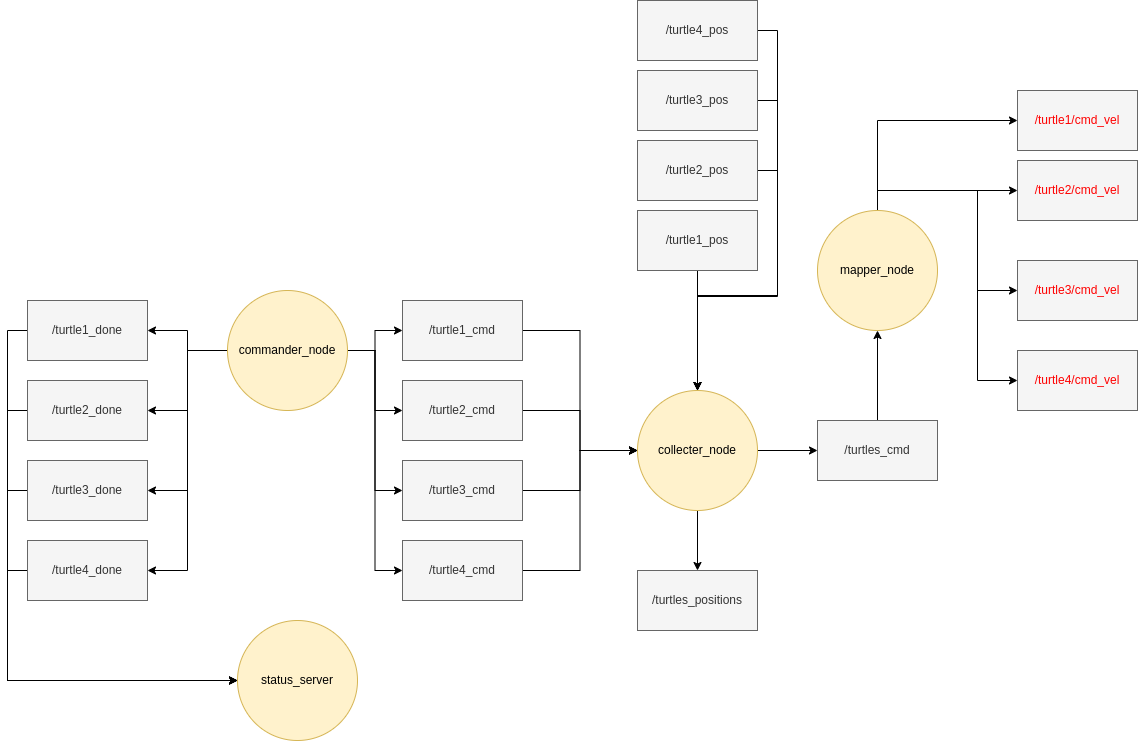 /turtle4_pos
/turtle3_pos
/turtle2_pos
/turtle1_pos
/turtle1/cmd_vel
/turtle2/cmd_vel
/turtle3/cmd_vel
/turtle4/cmd_vel
mapper_node
/turtle1_done
/turtle2_done
/turtle3_done
/turtle4_done
commander_node
/turtle1_cmd
/turtle2_cmd
/turtle3_cmd
/turtle4_cmd
collecter_node
/turtles_cmd
/turtles_positions
status_server